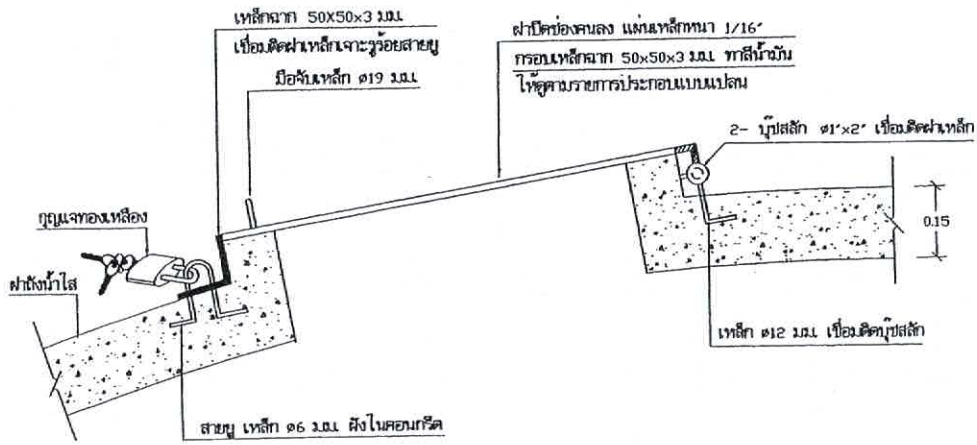 เหล็กฉาก 50X50x3 มม.
เชื่อมติดฝาเหล็กเจาะรูร้อยสายยู
มือจับเหล็ก ø19 มม.
ฝาปิดช่องคนลง แผ่นเหล็กหนา 1/16"
กรอบเหล็กฉาก 50x50x3 มม. ทาสีน้ำมัน
ให้ดูตามรายการประกอบแบบแปลน
2- บุ๊ปสลัก ø1"x2" เชื่อมติดฝาเหล็ก
กุญแจทองเหลือง
0.15
ฝาถังน้ำใส
เหล็ก ø12 มม. เชื่อมติดบุ๊ปสลัก
สายยู เหล็ก ø6 มม. ฝังในคอนกรีต